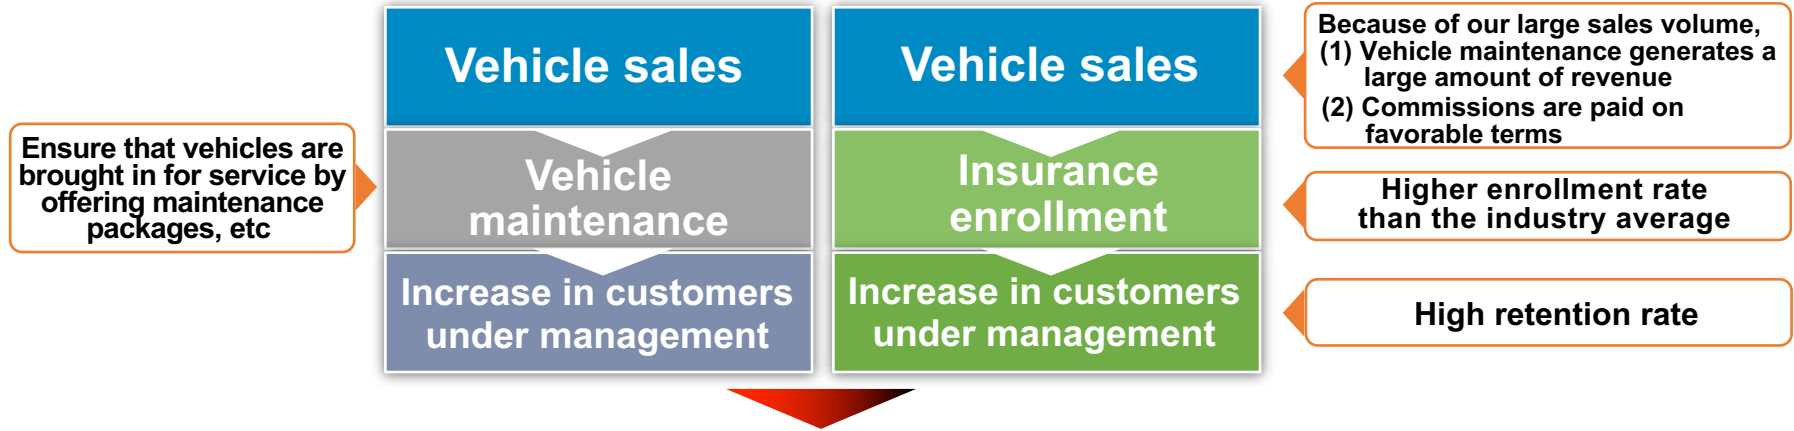 Vehicle sales
Vehicle sales
Because of our large sales volume,
(1) Vehicle maintenance generates a
large amount of revenue
(2) Commissions are paid on
favorable terms
Ensure that vehicles are
brought in for service by
offering maintenance
packages, etc
Vehicle
maintenance
Insurance
enrollment
Higher enrollment rate
than the industry average
Increase in customers
under management
Increase in customers
under management
High retention rate